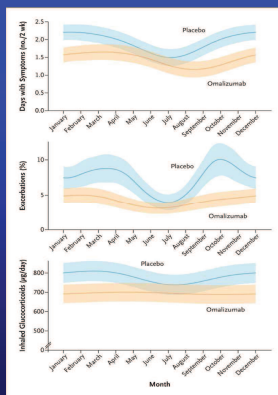 Days with Symptoms (no./2 wk)
2.5
2.0
1.5
1.0
0.5
0.0
Placebo
Omalizumab
January
February
March
April
May
June
July
August
September
October
November
December
Exacerbations (%)
10
5
0
Placebo
Omalizumab
January
February
March
April
May
June
July
August
September
October
November
December
Inhaled Glucocorticoids (µg/day)
800
700
600
500
0
Placebo
Omalizumab
January
February
March
April
May
June
July
August
September
October
November
December
Month